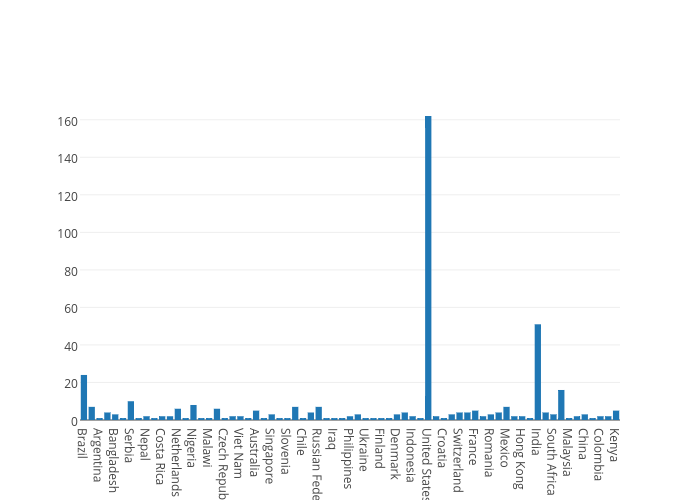 160
140
120
100
80
60
40
20
0
Brazil
Argentina
Bangladesh
Serbia
Nepal
Costa Rica
Netherlands
Nigeria
Malawi
Czech Repub
Viet Nam
Australia
Singapore
Slovenia
Chile
Russian Fede
Iraq
Philippines
Ukraine
Finland
Denmark
Indonesia
United States
Croatia
Switzerland
France
Romania
Mexico
Hong Kong
India
South Africa
Malaysia
China
Colombia
Kenya